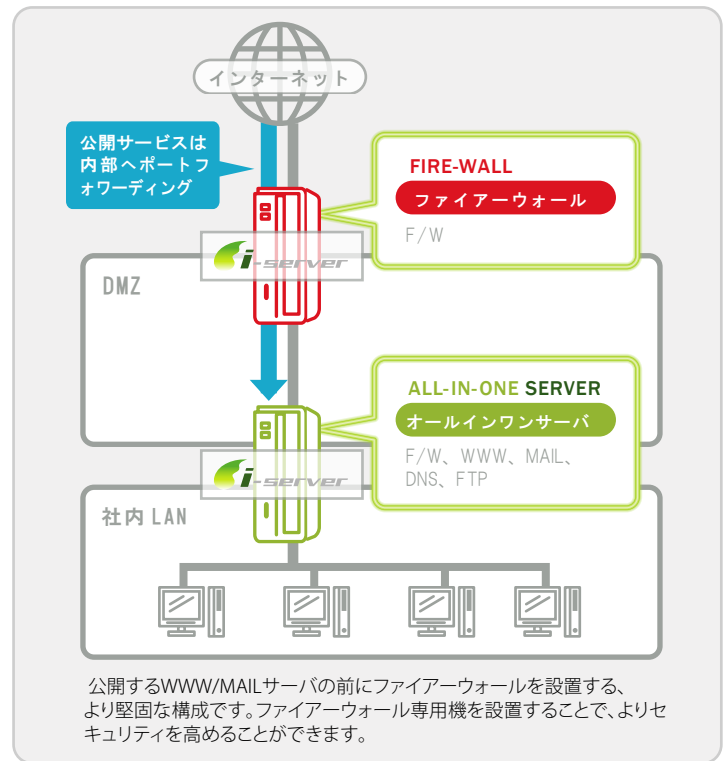 インターネット
公開サービスは
内部へポートフ
ォワーディング
FIRE-WALL
ファイアーウォール
F/W
i-server
DMZ
ALL-IN-ONE SERVER
オールインワンサーバ
F/W、WWW、MAIL、
DNS、FTP
i-server
社内 LAN
公開するWWW/MAILサーバの前にファイアーウォールを設置する、
より堅固な構成です。ファイアーウォール専用機を設置することで、よりセ
キュリティを高めることができます。